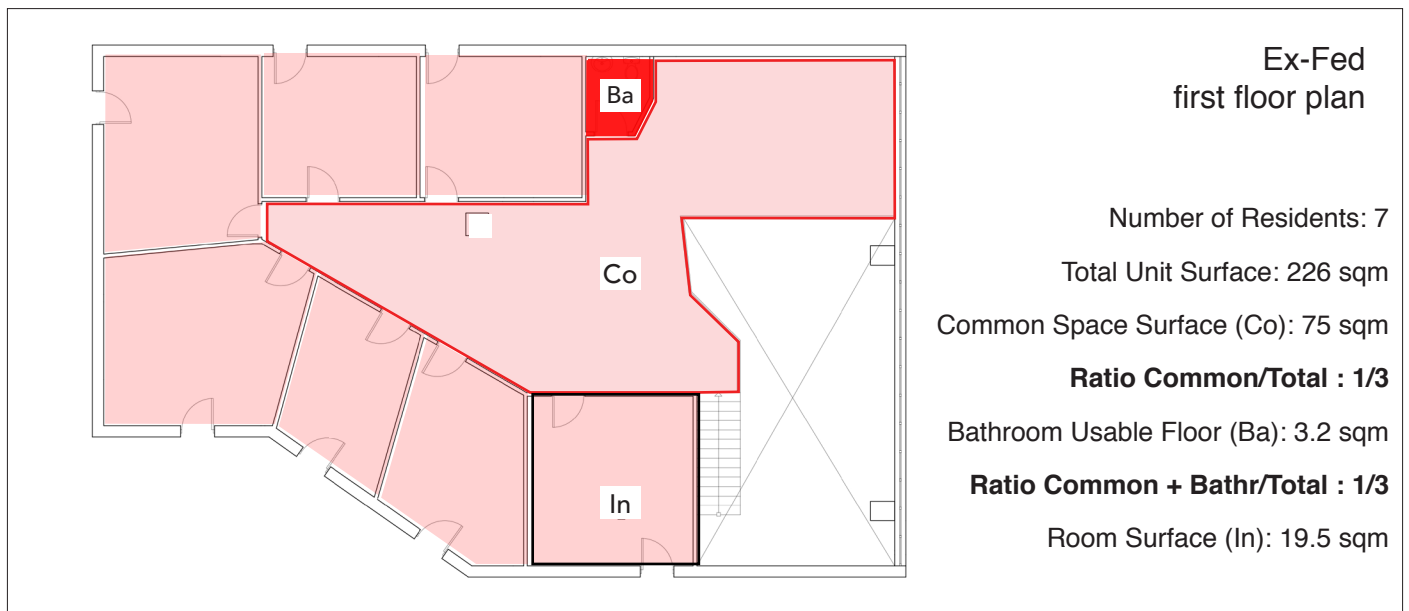 Ex-Fed
first floor plan
Ba
Number of Residents: 7
Total Unit Surface: 226 sqm
Co
Common Space Surface (Co): 75 sqm
Ratio Common/Total : 1/3
Bathroom Usable Floor (Ba): 3.2 sqm
Ratio Common + Bathr/Total : 1/3
In
Room Surface (In): 19.5 sqm